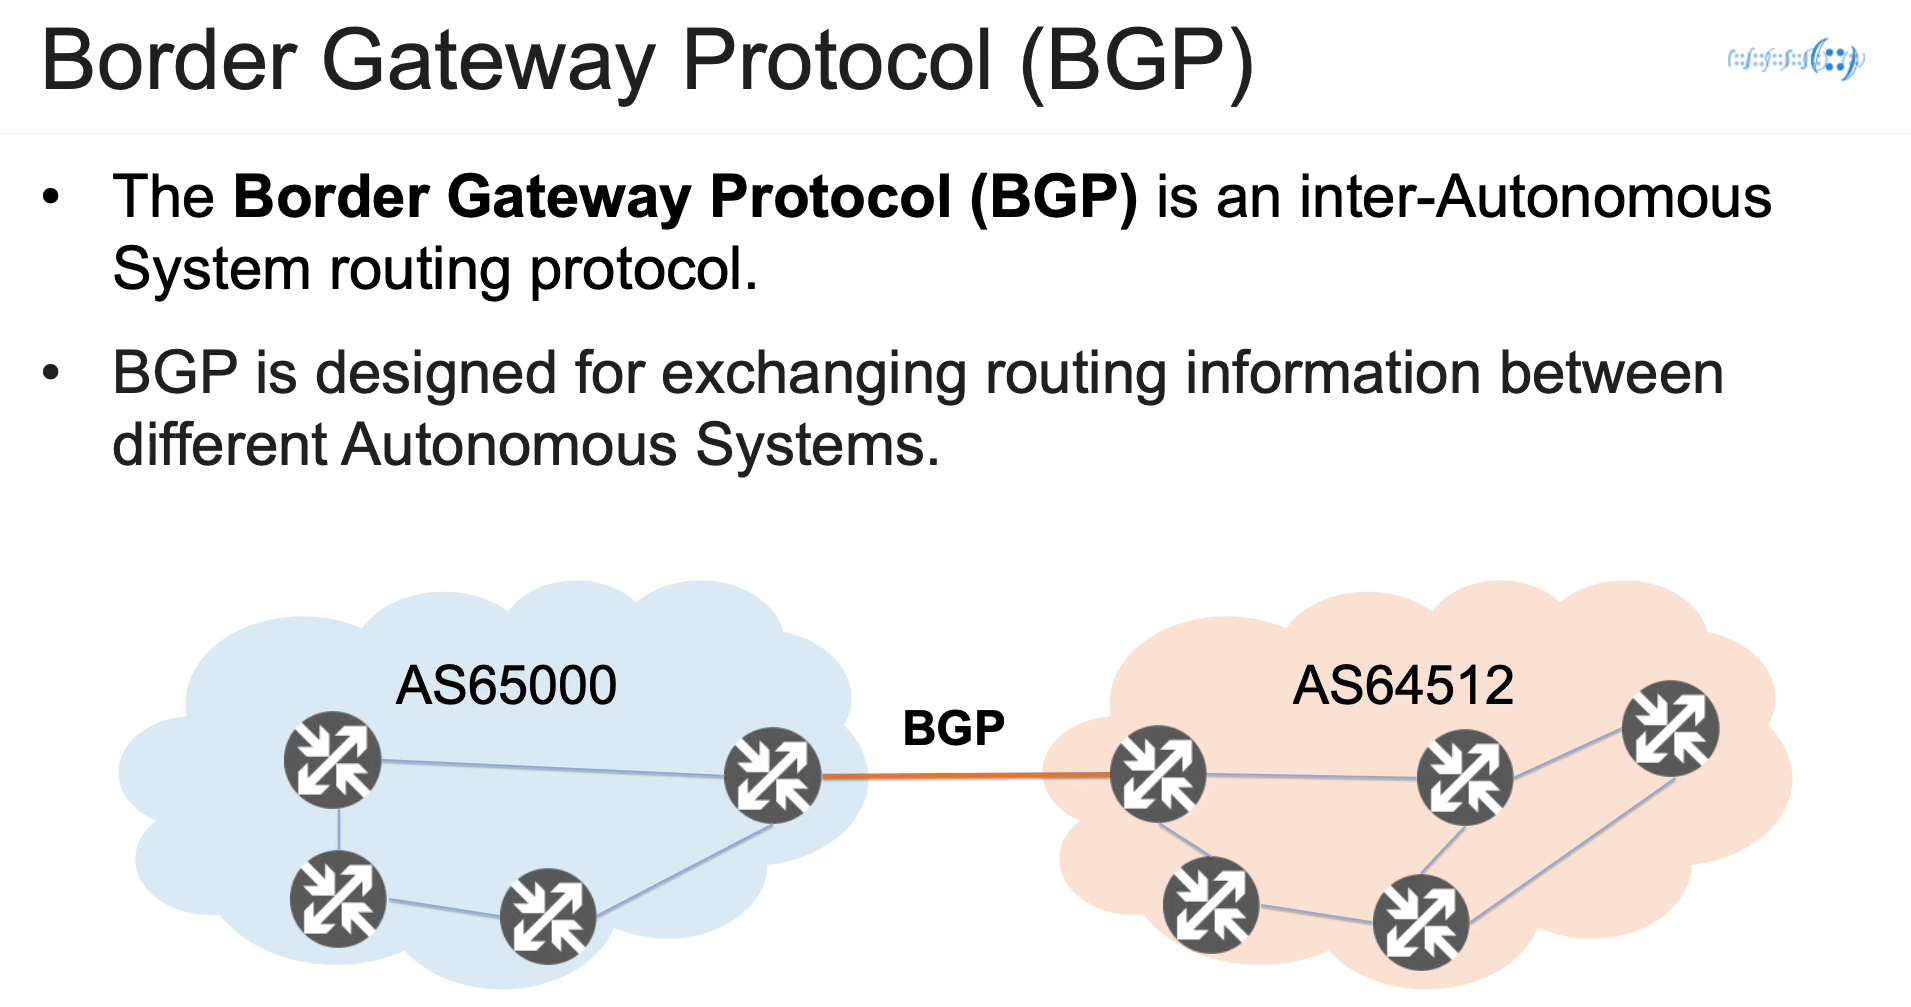 Border Gateway Protocol (BGP)
• The Border Gateway Protocol (BGP) is an inter-Autonomous
System routing protocol.
• BGP is designed for exchanging routing information between
different Autonomous Systems.
AS65000
BGP
AS64512